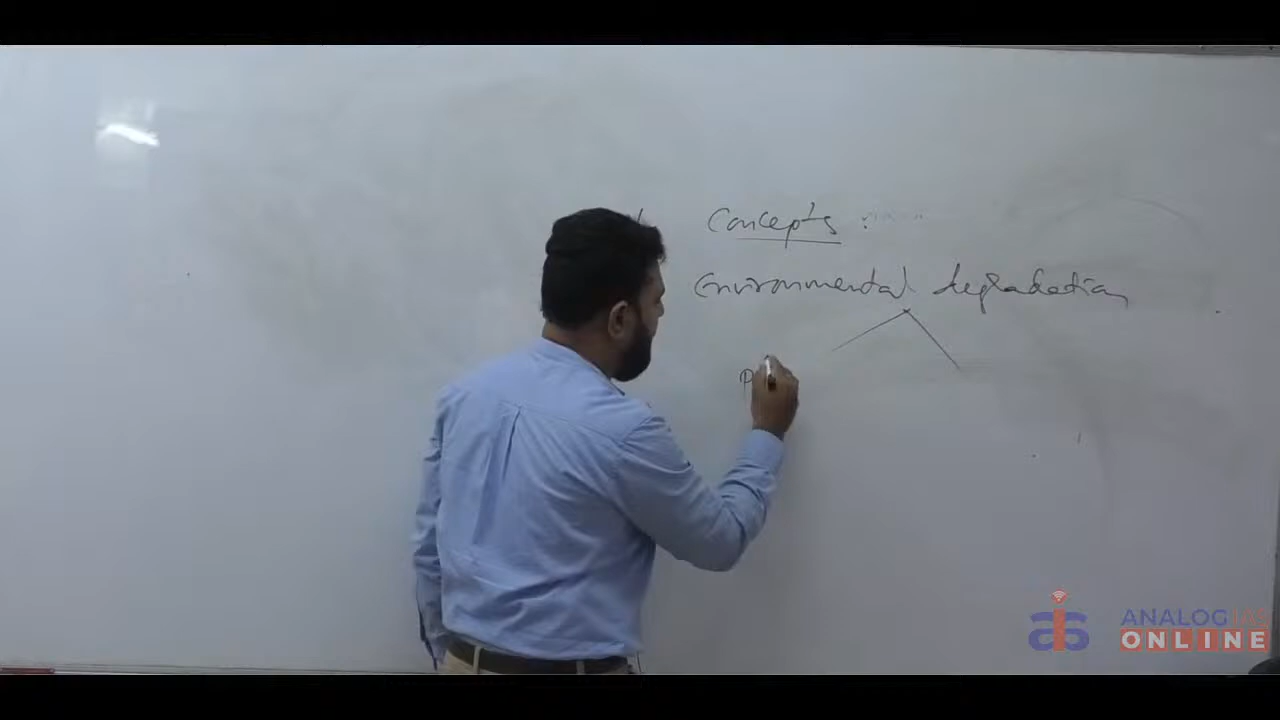 Concepts :
Environmental degradation
P
ANALOG IAS
ONLINE